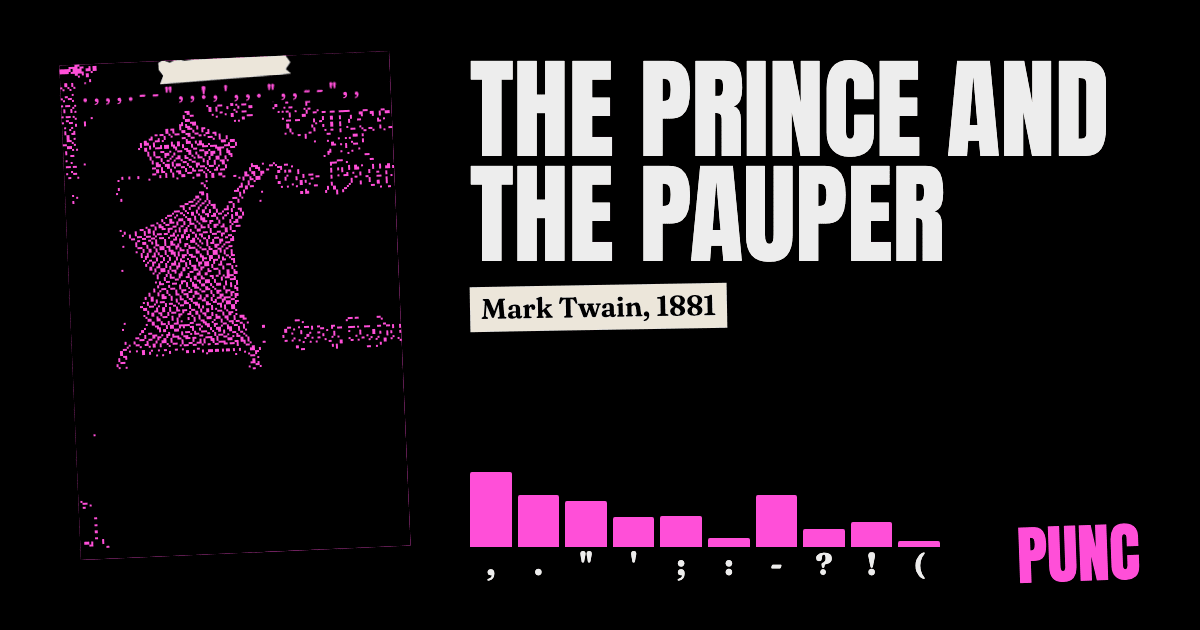 THE PRINCE AND
THE PAUPER
Mark Twain, 1881
, . " ' ; : - ? ! (
PUNC